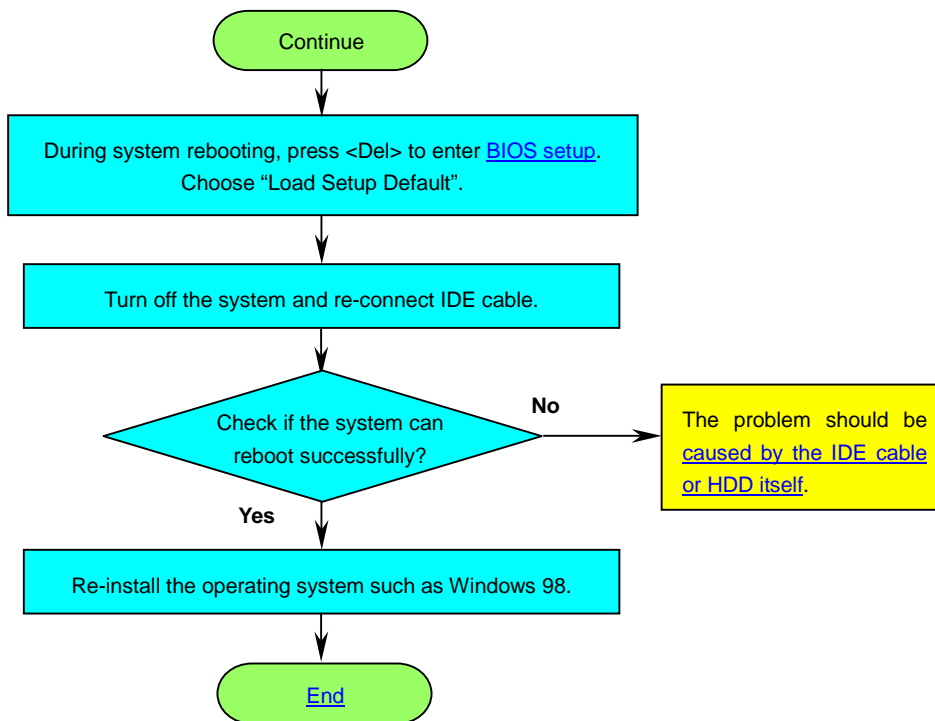 Continue
During system rebooting, press <Del> to enter BIOS setup.
Choose “Load Setup Default”.
Turn off the system and re-connect IDE cable.
Check if the system can
reboot successfully?
No
The problem should be
caused by the IDE cable
or HDD itself.
Yes
Re-install the operating system such as Windows 98.
End